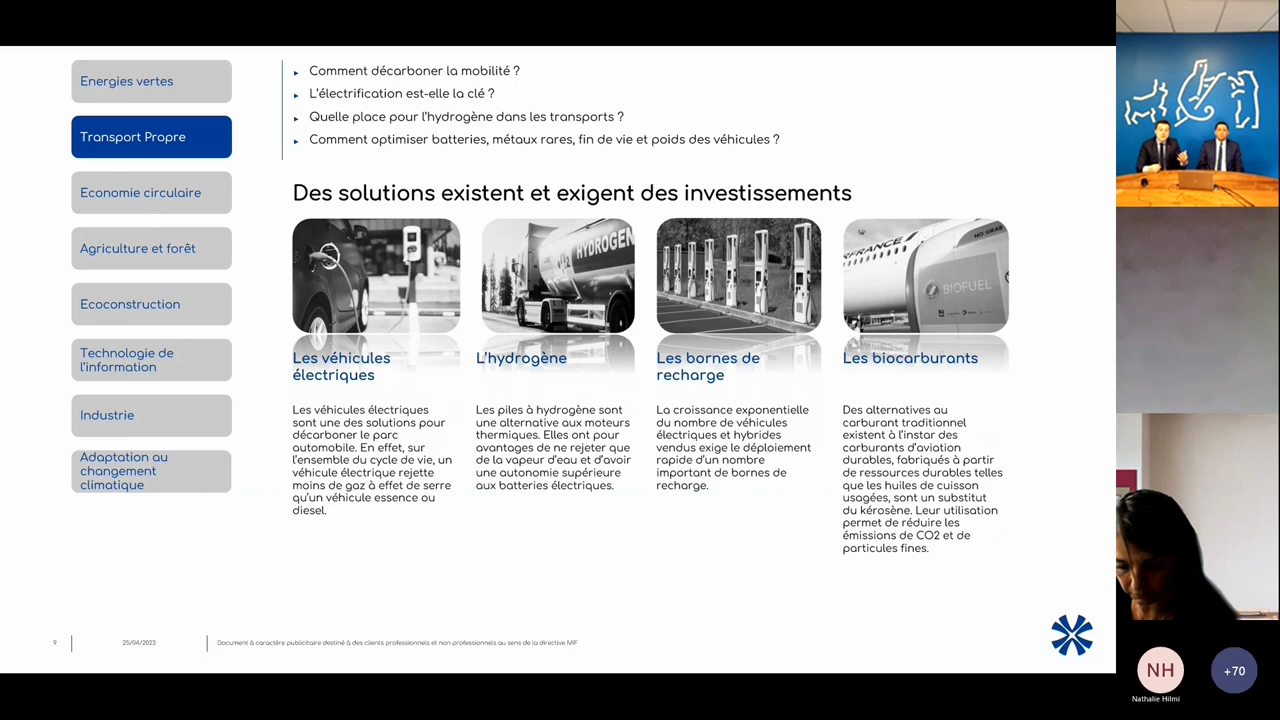 Energies vertes
Transport Propre
Economie circulaire
Agriculture et forêt
Ecoconstruction
Technologie de
l'information
Industrie
Adaptation au
changement
climatique
Comment décarboner la mobilité ?
L'électrification est-elle la clé ?
Quelle place pour l'hydrogène dans les transports ?
Comment optimiser batteries, métaux rares, fin de vie et poids des véhicules ?
Des solutions existent et exigent des investissements
HYDROGEN
H2
RFRANCE
NO GRAB
BIOFUEL
Les véhicules
électriques
Les véhicules électriques
sont une des solutions pour
décarboner le parc
automobile. En effet, sur
l'ensemble du cycle de vie, un
véhicule électrique rejette
moins de gaz à effet de serre
qu'un véhicule essence ou
diesel.
L'hydrogène
Les piles à hydrogène sont
une alternative aux moteurs
thermiques. Elles ont pour
avantages de ne rejeter que
de la vapeur d'eau et d'avoir
une autonomie supérieure
aux batteries électriques.
Les bornes de
recharge
La croissance exponentielle
du nombre de véhicules
électriques et hybrides
vendus exige le déploiement
rapide d'un nombre
important de bornes de
recharge.
Les biocarburants
Des alternatives au
carburant traditionnel
existent à l'instar des
carburants d'aviation
durables, fabriqués à partir
de ressources durables telles
que les huiles de cuisson
usagées, sont un substitut
du kérosène. Leur utilisation
permet de réduire les
émissions de CO2 et de
particules fines.
9
25/04/2023
Document à caractère publicitaire destiné à des clients professionnels et non professionnels au sens de la directive MIF
NH
Nathalie Hilmi
+70